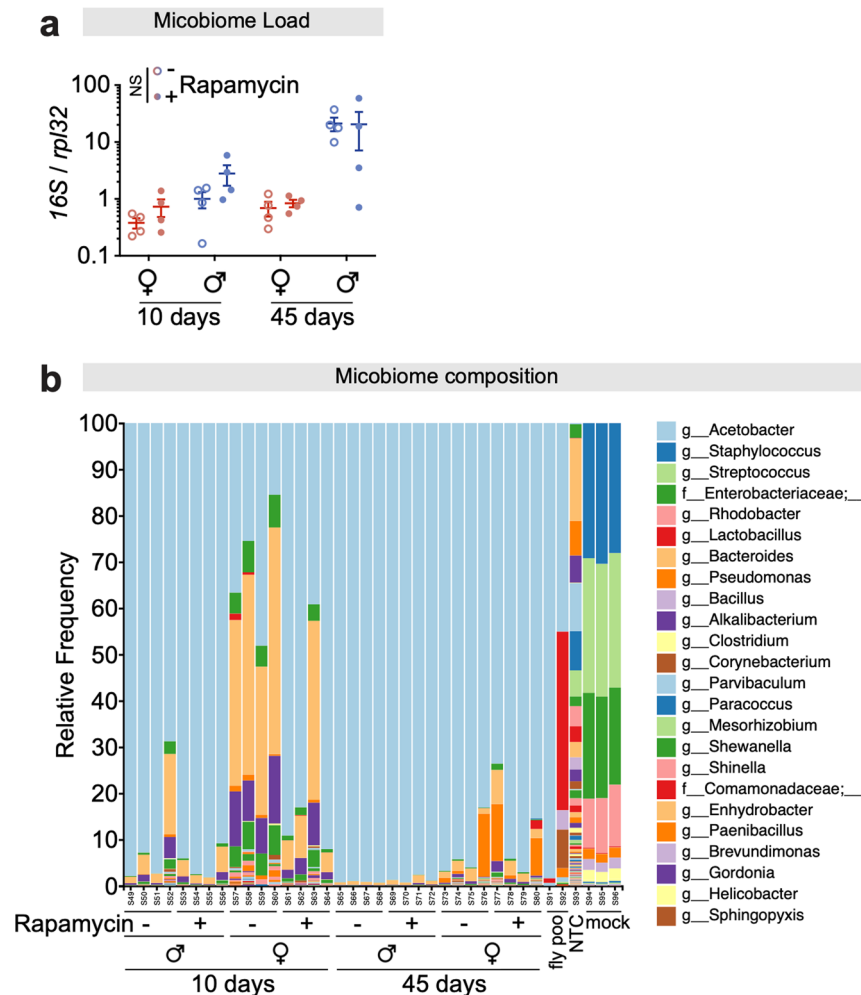 a
Micobiome Load
16S / rpl32
100
10
1
0.1
NS
-
+
Rapamycin
♀ ♂ ♀ ♂
10 days 45 days
b
Micobiome composition
Relative Frequency
100
90
80
70
60
50
40
30
20
10
0
S49 S50 S51 S52 S53 S54 S55 S56 S57 S58 S59 S60 S61 S62 S63 S64 S65 S66 S67 S68 S69 S70 S71 S72 S73 S74 S75 S76 S77 S78 S79 S80 S91 S92 S93 S94 S95 S96
Rapamycin - + - + - + - +
♂ ♀ ♂ ♀
10 days 45 days
fly pool
NTC
mock
g__Acetobacter
g__Staphylococcus
g__Streptococcus
f__Enterobacteriaceae;__
g__Rhodobacter
g__Lactobacillus
g__Bacteroides
g__Pseudomonas
g__Bacillus
g__Alkalibacterium
g__Clostridium
g__Corynebacterium
g__Parvibaculum
g__Paracoccus
g__Mesorhizobium
g__Shewanella
g__Shinella
f__Comamonadaceae;__
g__Enhydrobacter
g__Paenibacillus
g__Brevundimonas
g__Gordonia
g__Helicobacter
g__Sphingopyxis